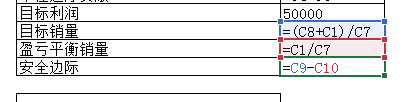 目标利润 50000
目标销量 =(C8+C1)/C7
盈亏平衡销量 =C1/C7
安全边际 =C9-C10